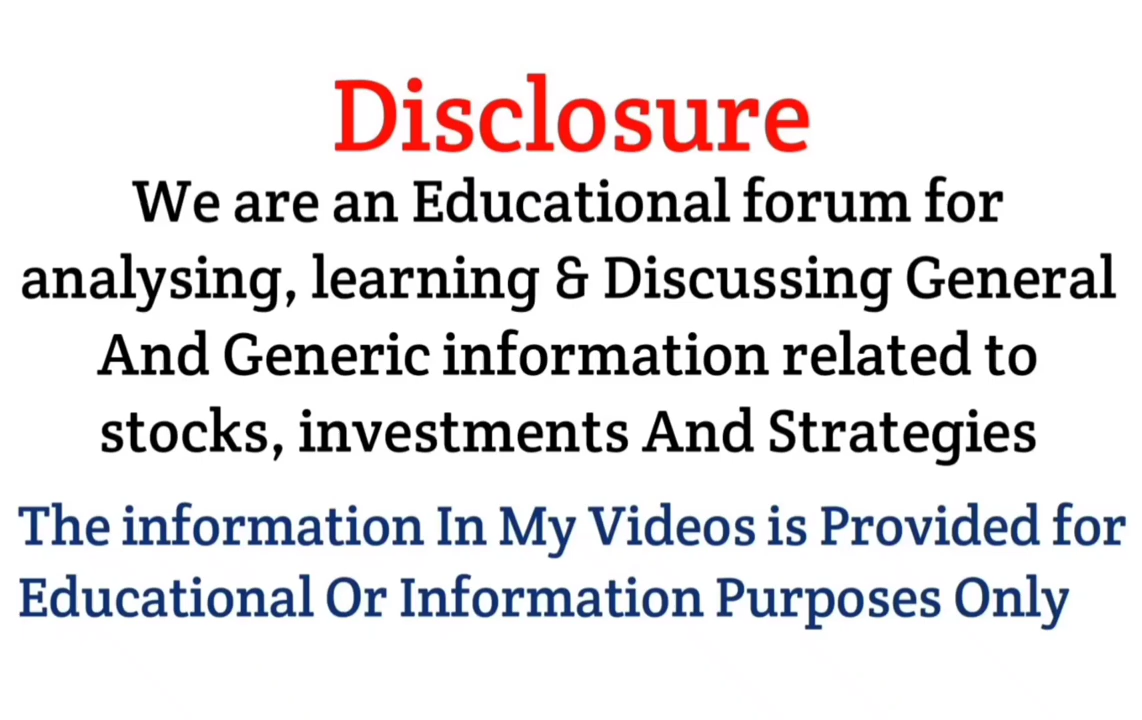 Disclosure
We are an Educational forum for
analysing, learning & Discussing General
And Generic information related to
stocks, investments And Strategies
The information In My Videos is Provided for
Educational Or Information Purposes Only